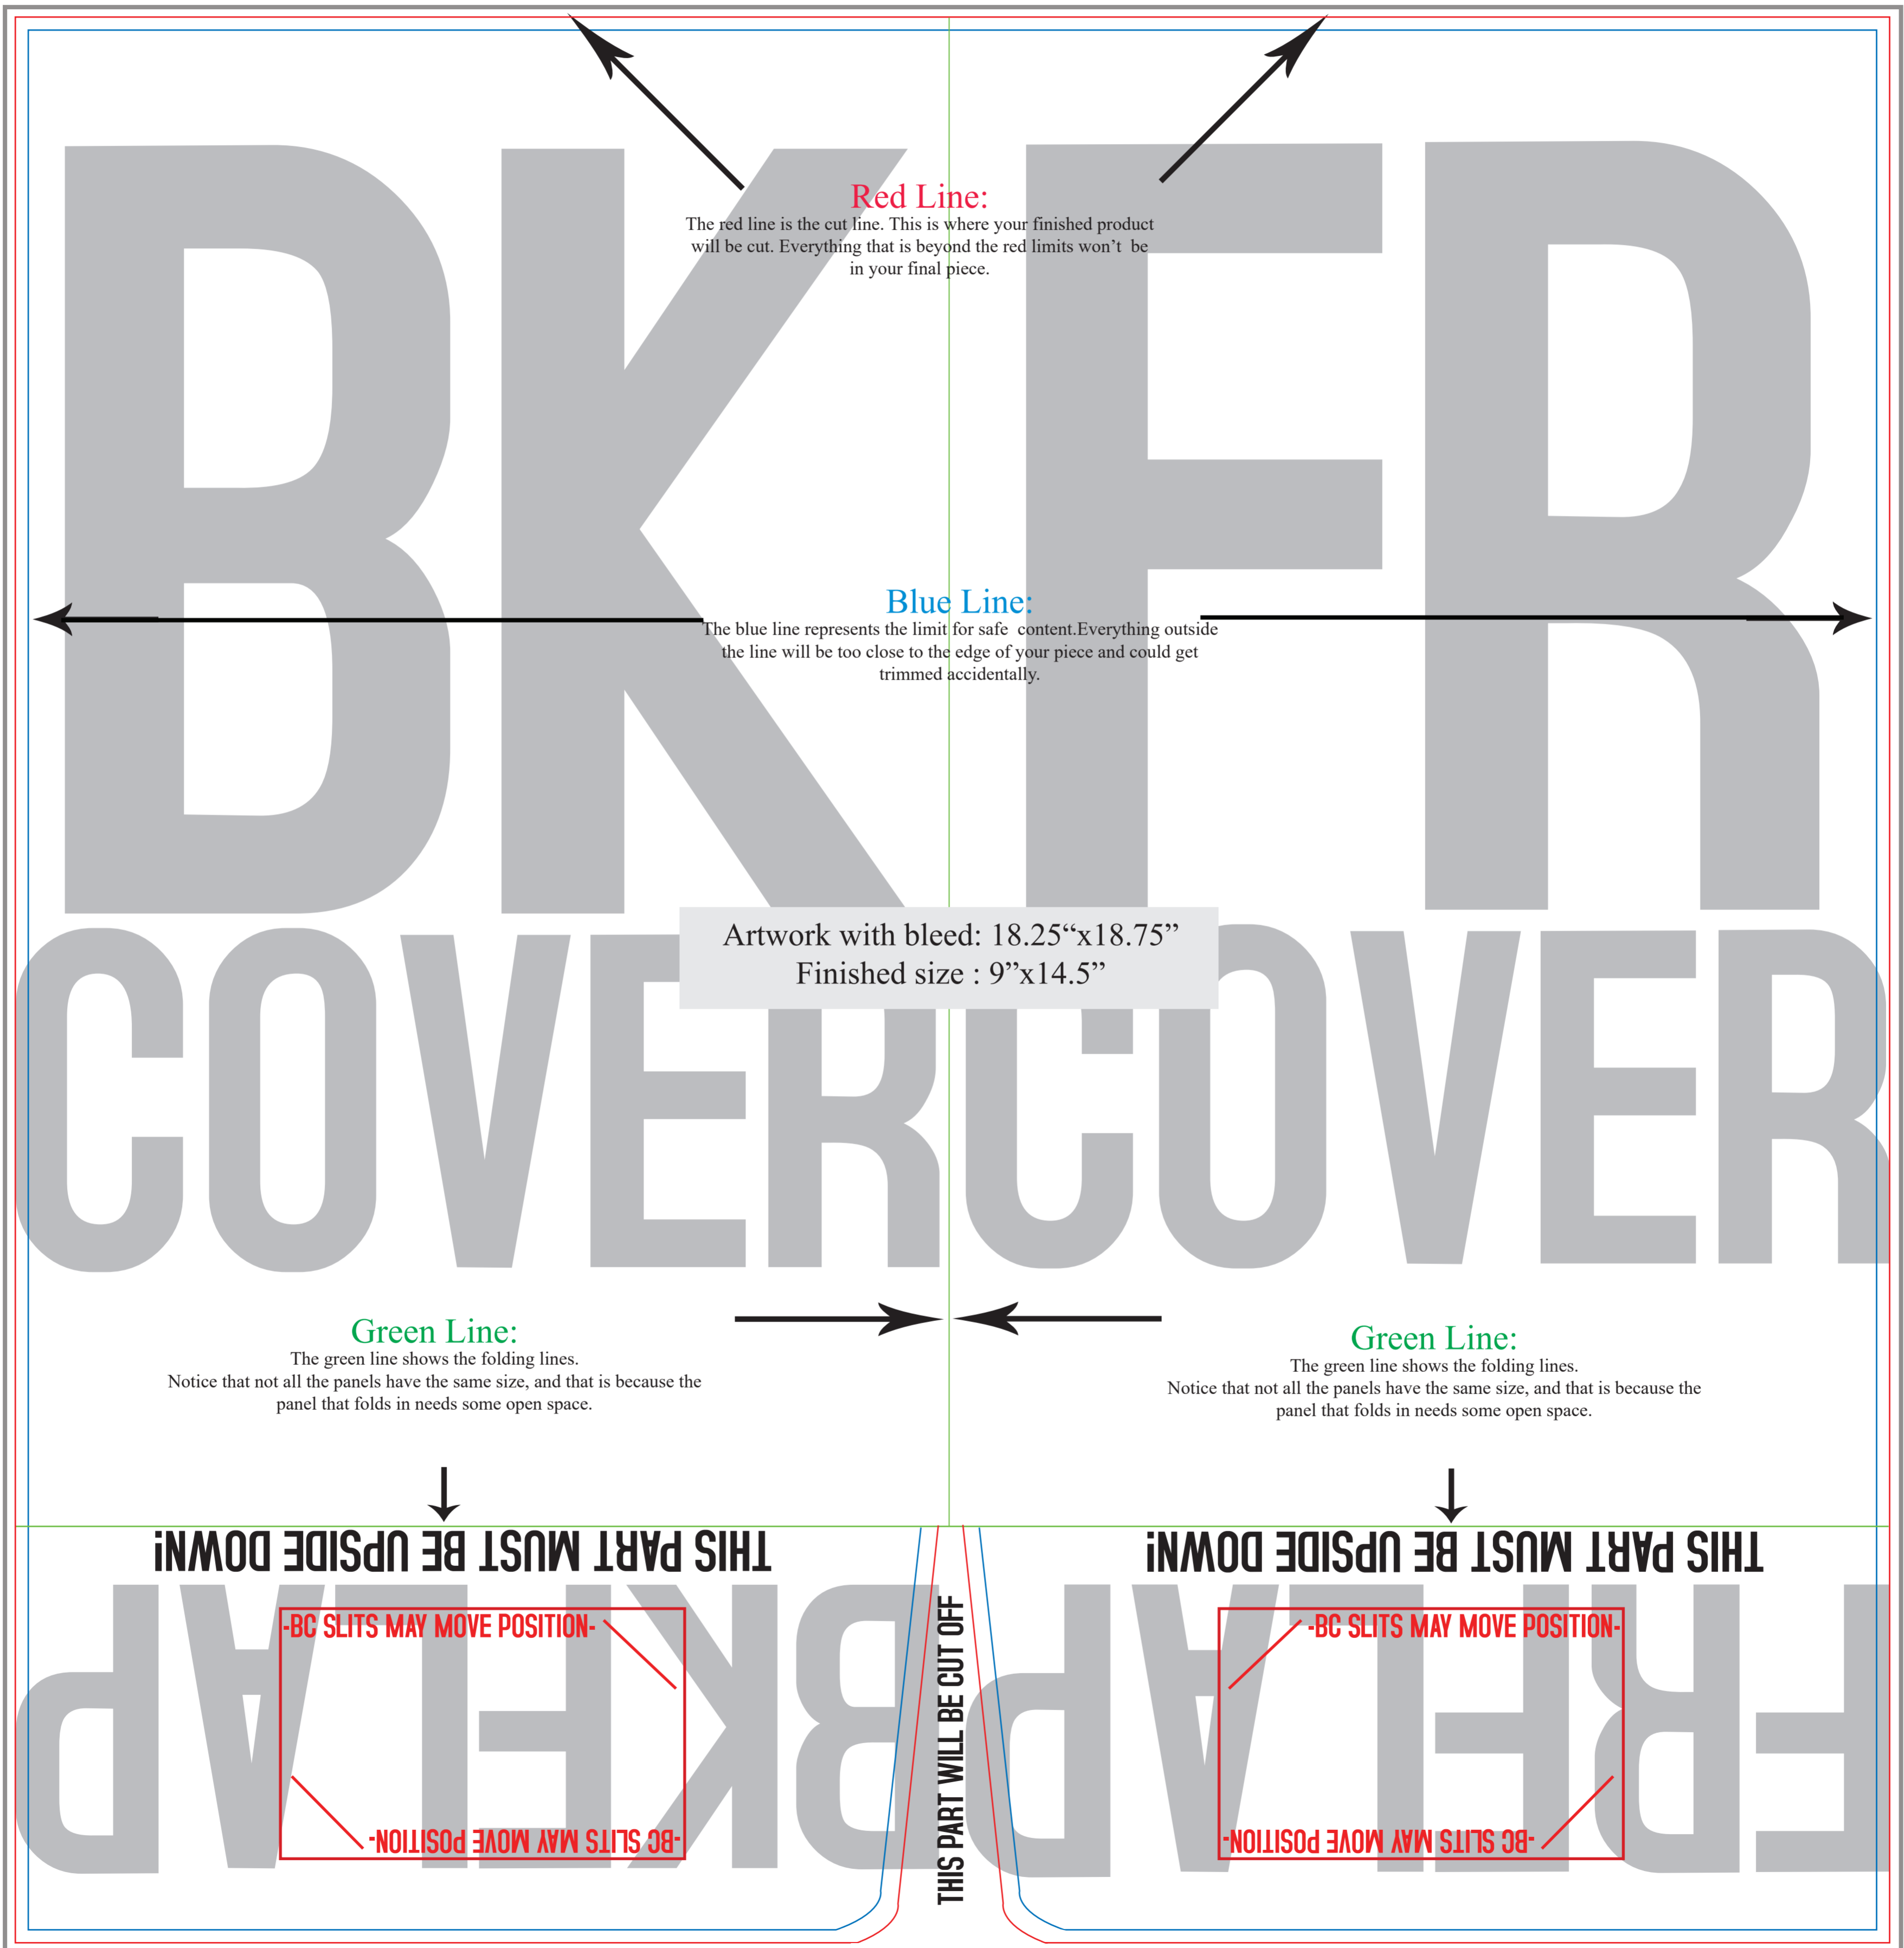 BK FR
Red Line:
The red line is the cut line. This is where your finished product
will be cut. Everything that is beyond the red limits won’t  be
in your final piece.
Blue Line:
The blue line represents the limit for safe  content.Everything outside
the line will be too close to the edge of your piece and could get
trimmed accidentally.
Artwork with bleed: 18.25“x18.75”
Finished size : 9”x14.5”
COVER COVER
Green Line:
The green line shows the folding lines.
Notice that not all the panels have the same size, and that is because the
panel that folds in needs some open space.
Green Line:
The green line shows the folding lines.
Notice that not all the panels have the same size, and that is because the
panel that folds in needs some open space.
THIS PART MUST BE UPSIDE DOWN!
THIS PART MUST BE UPSIDE DOWN!
BK FLAP
-BC SLITS MAY MOVE POSITION-
-BC SLITS MAY MOVE POSITION-
THIS PART WILL BE CUT OFF
FR FLAP
-BC SLITS MAY MOVE POSITION-
-BC SLITS MAY MOVE POSITION-